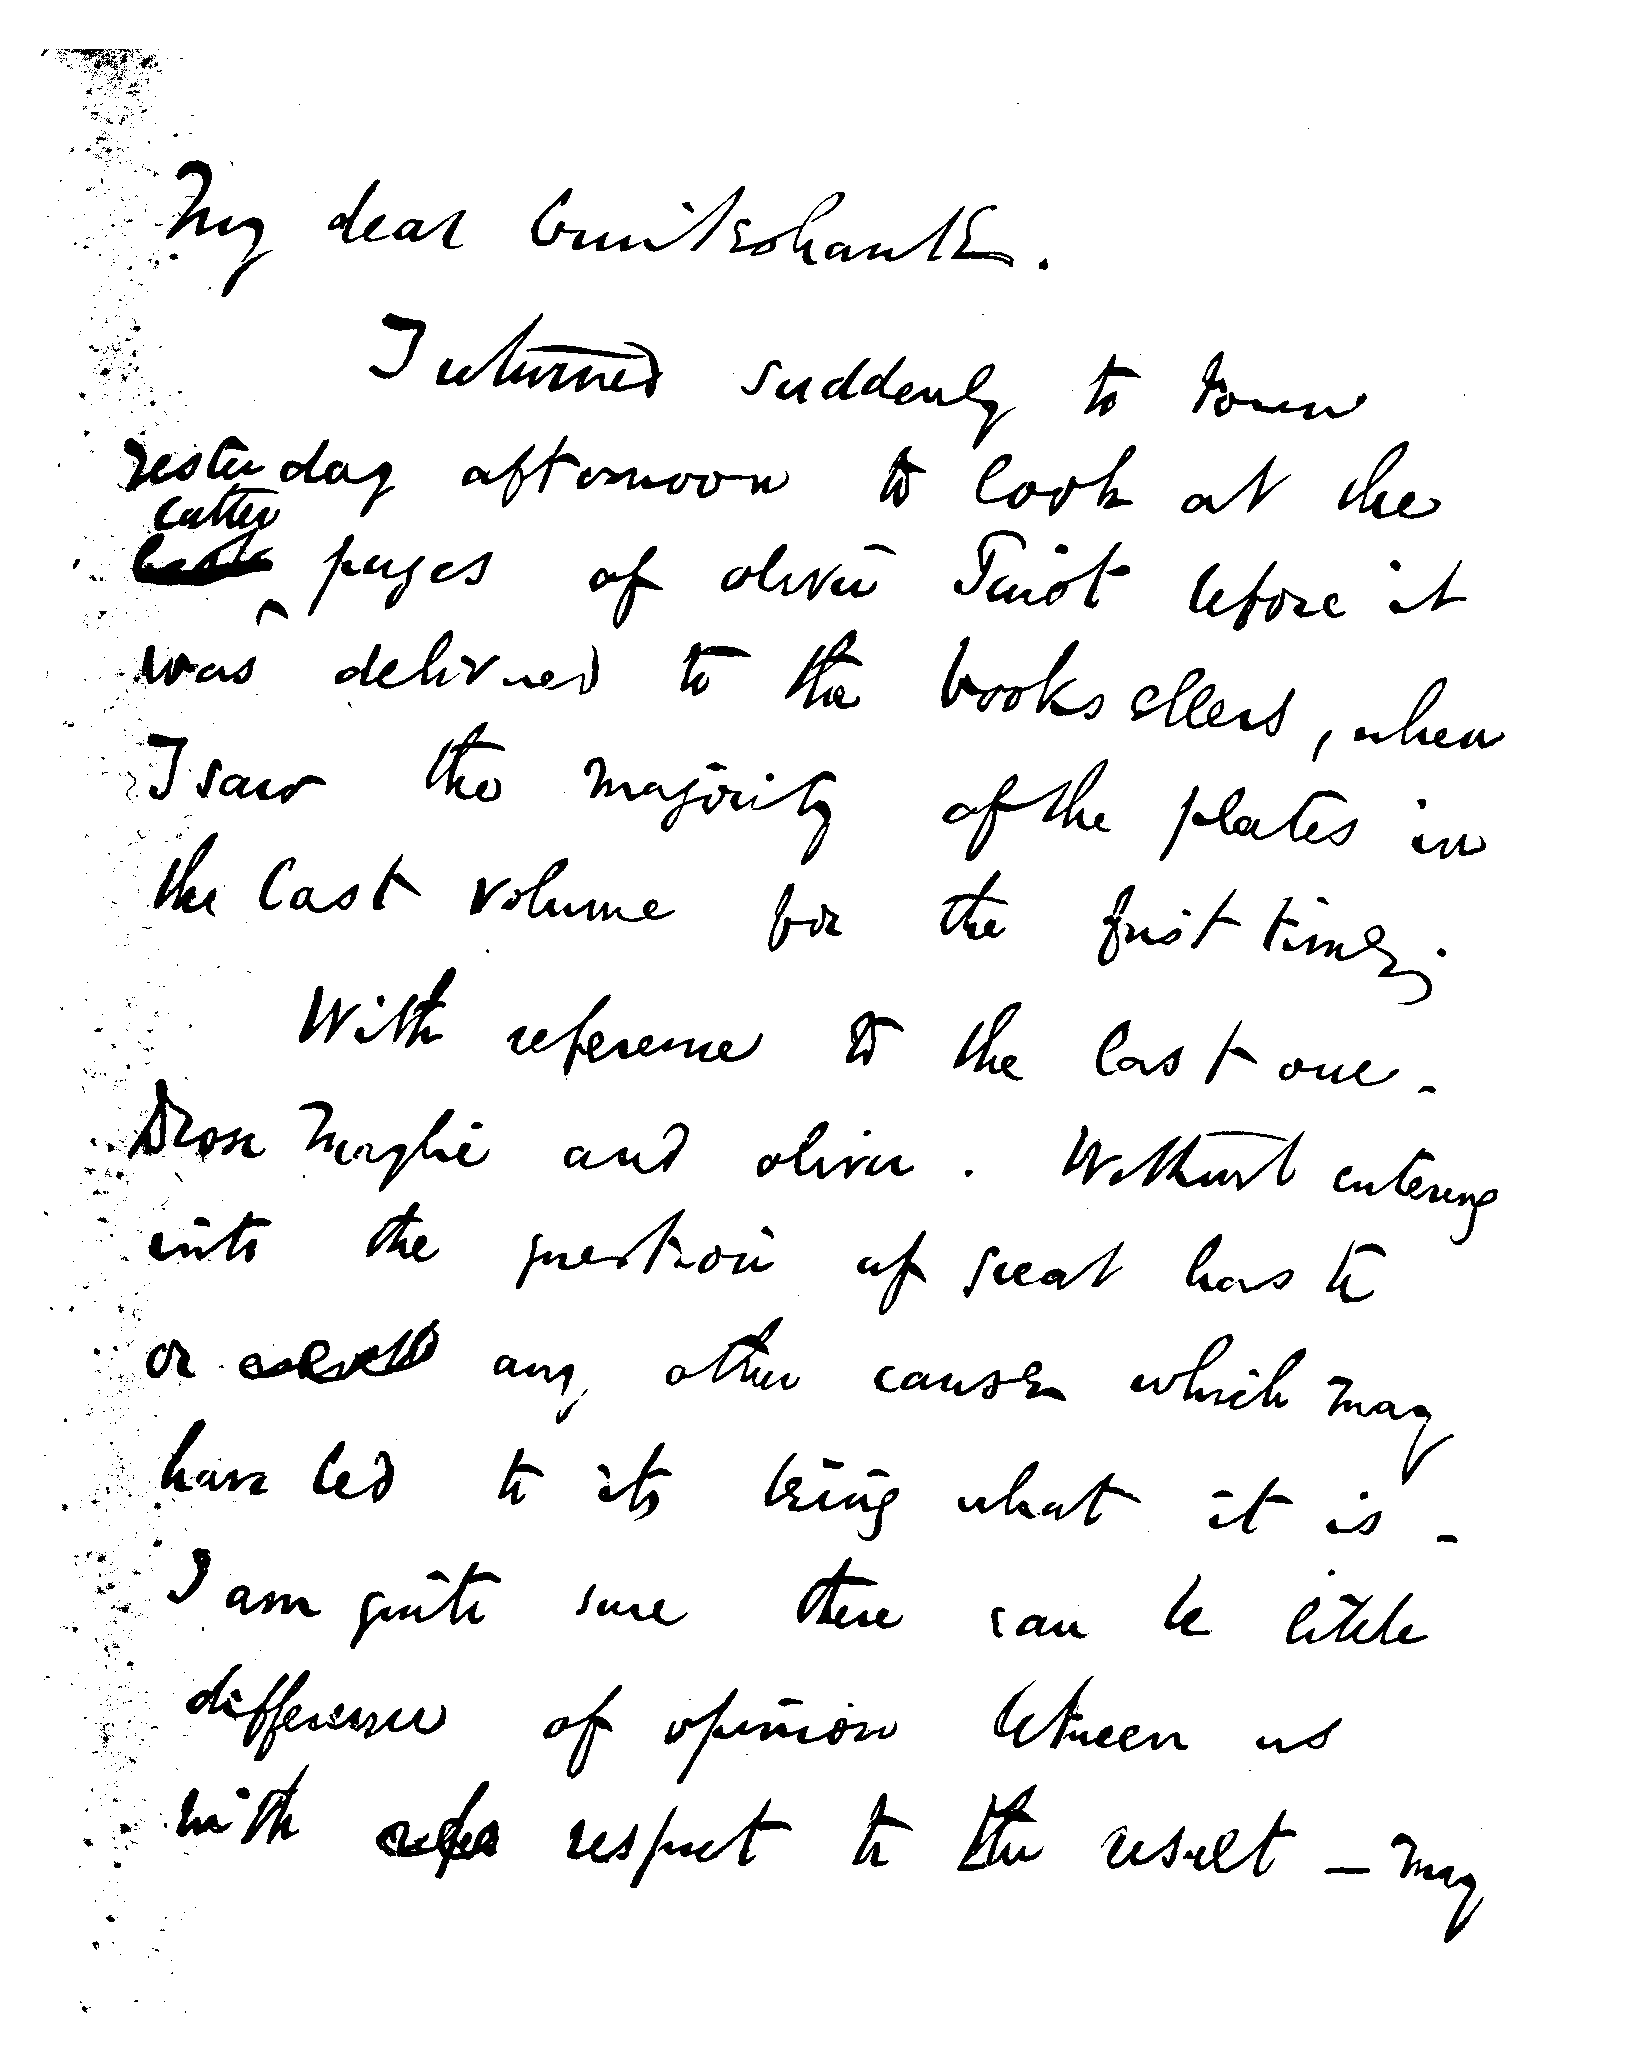 My dear Cruikshank.
I returned suddenly to town
yesterday afternoon to look at the
latter
pages of Oliver Twist before it
was delivered to the booksellers, when
I saw the majority of the plates in
the last volume for the first time.
With reference to the last one -
Rose Maylie and Oliver. Without entering
into the question of great haste
or any other cause which may
have led to its being what it is -
I am quite sure there can be little
difference of opinion between us
with respect to the result — may